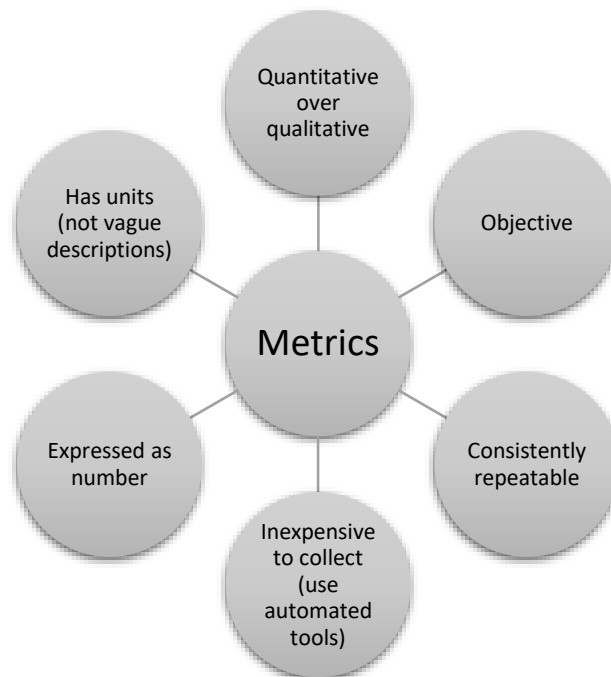 Quantitative
over
qualitative
Has units
(not vague
descriptions)
Objective
Metrics
Expressed as
number
Consistently
repeatable
Inexpensive
to collect
(use
automated
tools)